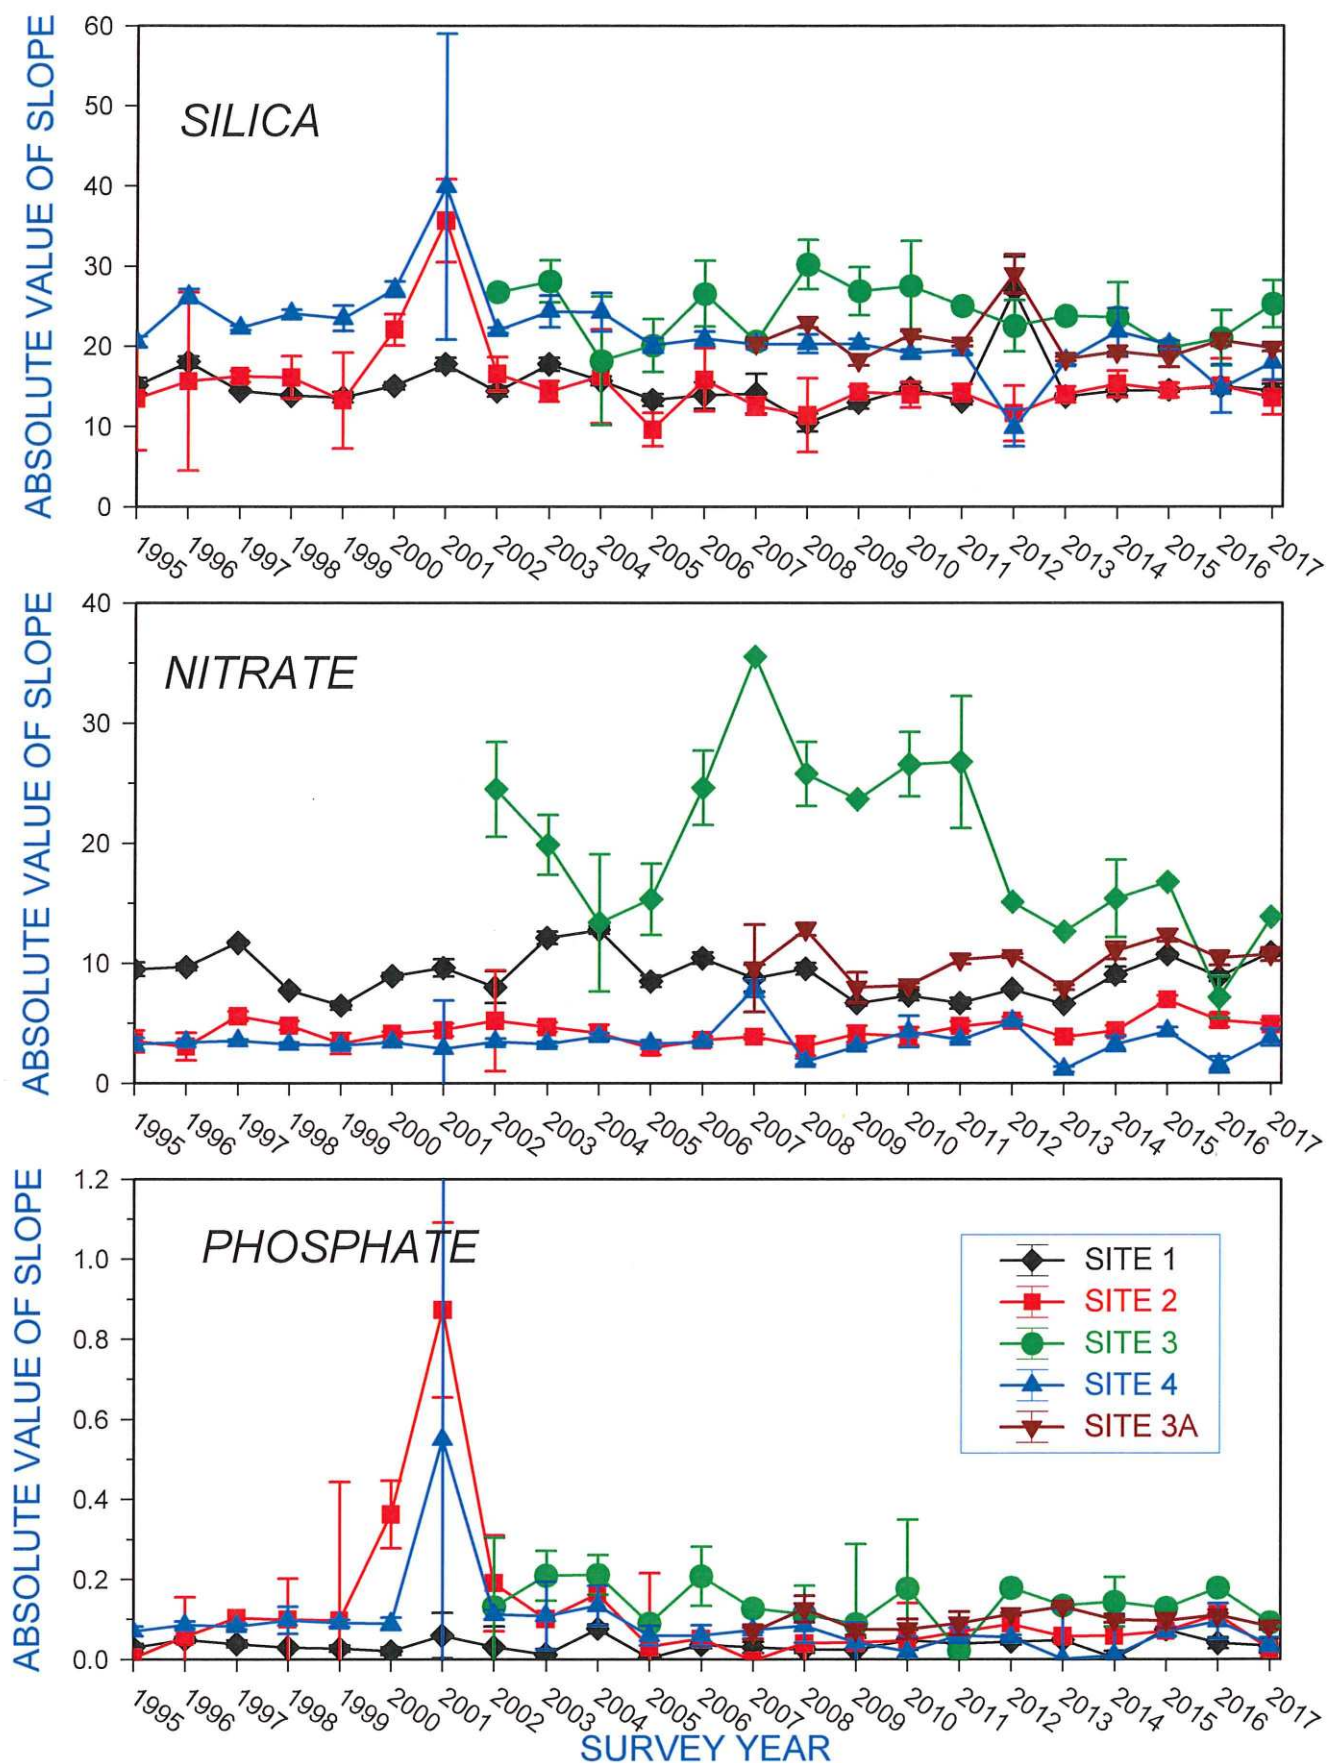 ABSOLUTE VALUE OF SLOPE
SILICA
60
50
40
30
20
10
0
1995 1996 1997 1998 1999 2000 2001 2002 2003 2004 2005 2006 2007 2008 2009 2010 2011 2012 2013 2014 2015 2016 2017
ABSOLUTE VALUE OF SLOPE
NITRATE
40
30
20
10
0
1995 1996 1997 1998 1999 2000 2001 2002 2003 2004 2005 2006 2007 2008 2009 2010 2011 2012 2013 2014 2015 2016 2017
ABSOLUTE VALUE OF SLOPE
PHOSPHATE
1.2
1.0
0.8
0.6
0.4
0.2
0.0
SITE 1
SITE 2
SITE 3
SITE 4
SITE 3A
1995 1996 1997 1998 1999 2000 2001 2002 2003 2004 2005 2006 2007 2008 2009 2010 2011 2012 2013 2014 2015 2016 2017
SURVEY YEAR